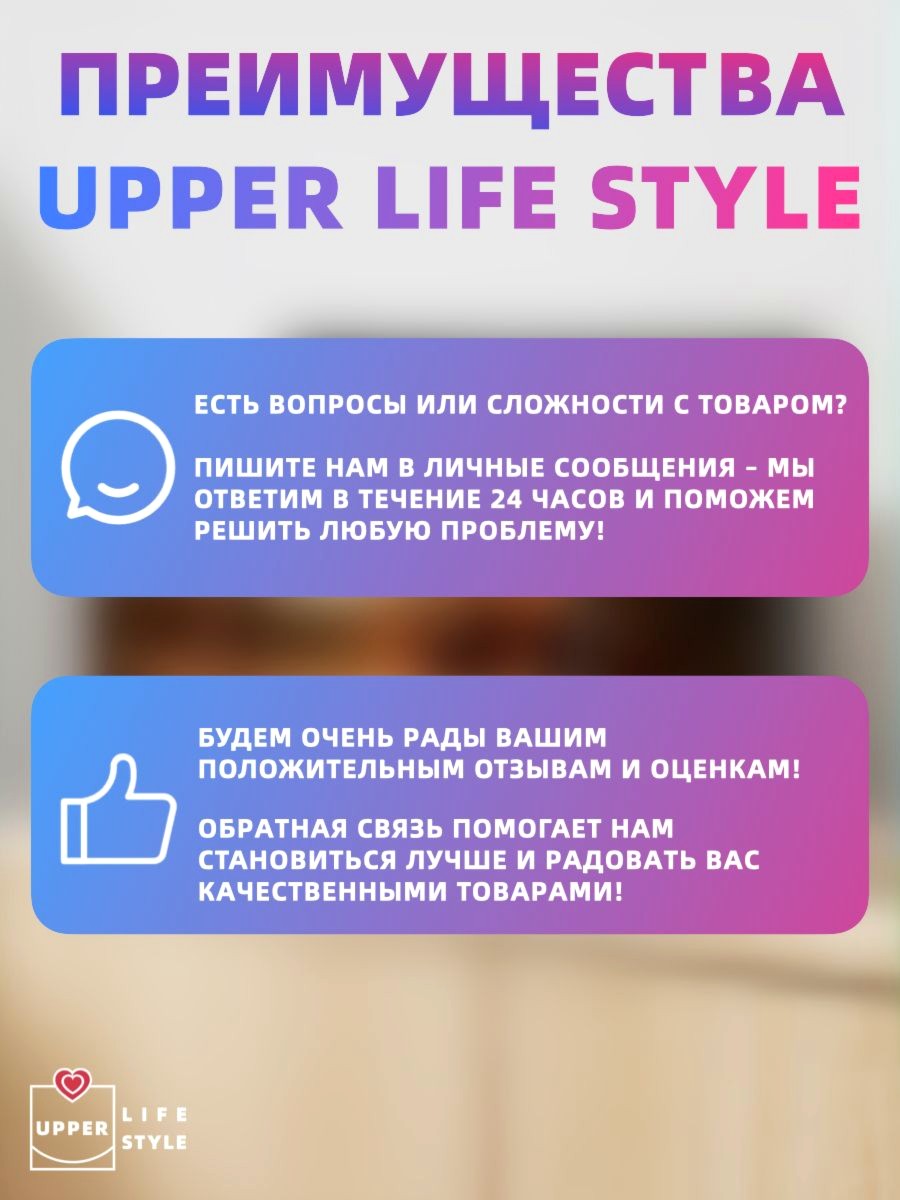 ПРЕИМУЩЕСТВА
UPPER LIFE STYLE
ЕСТЬ ВОПРОСЫ ИЛИ СЛОЖНОСТИ С ТОВАРОМ?
ПИШИТЕ НАМ В ЛИЧНЫЕ СООБЩЕНИЯ – МЫ
ОТВЕТИМ В ТЕЧЕНИЕ 24 ЧАСОВ И ПОМОЖЕМ
РЕШИТЬ ЛЮБУЮ ПРОБЛЕМУ!
БУДЕМ ОЧЕНЬ РАДЫ ВАШИМ
ПОЛОЖИТЕЛЬНЫМ ОТЗЫВАМ И ОЦЕНКАМ!
ОБРАТНАЯ СВЯЗЬ ПОМОГАЕТ НАМ
СТАНОВИТЬСЯ ЛУЧШЕ И РАДОВАТЬ ВАС
КАЧЕСТВЕННЫМИ ТОВАРАМИ!
UPPER
LIFE
STYLE